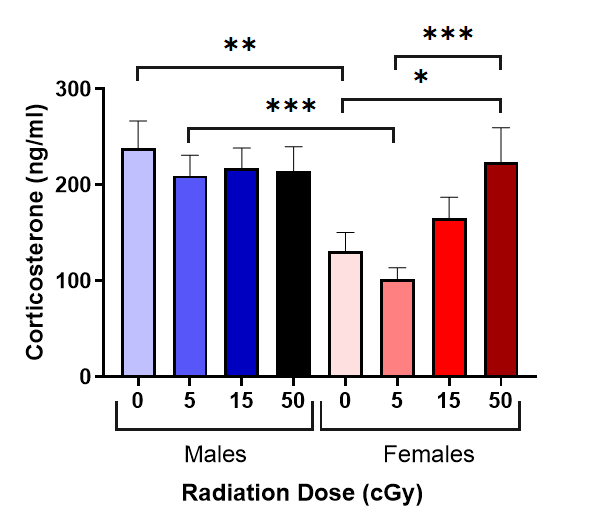 ***
**
*
***
300
200
100
0
Corticosterone (ng/ml)
0 5 15 50 0 5 15 50
Males Females
Radiation Dose (cGy)